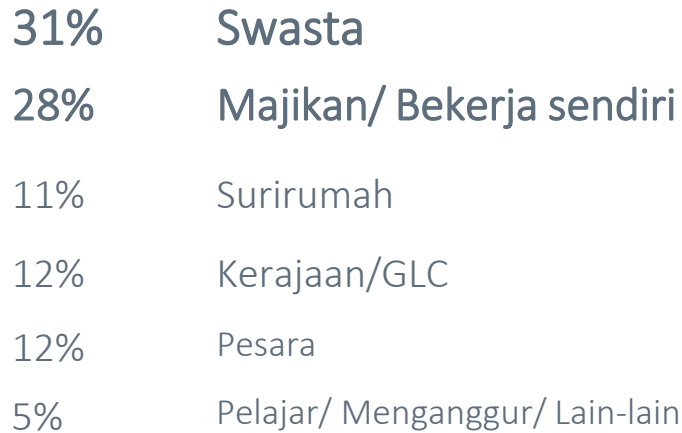 31% Swasta
28% Majikan/ Bekerja sendiri
11% Surirumah
12% Kerajaan/GLC
12% Pesara
5% Pelajar/ Menganggur/ Lain-lain